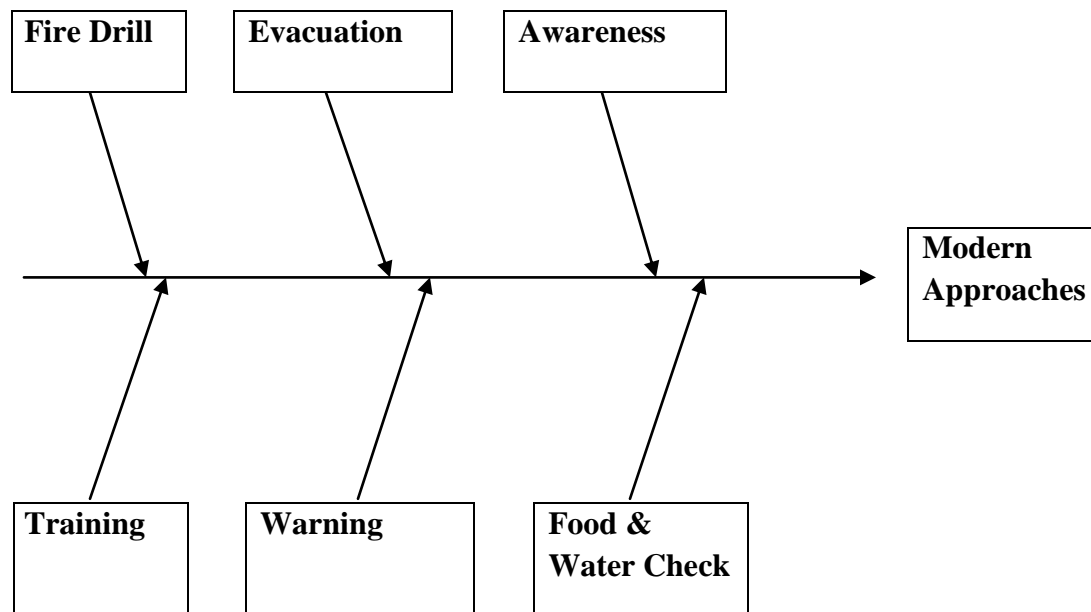 Fire Drill
Evacuation
Awareness
Modern
Approaches
Training
Warning
Food &
Water Check